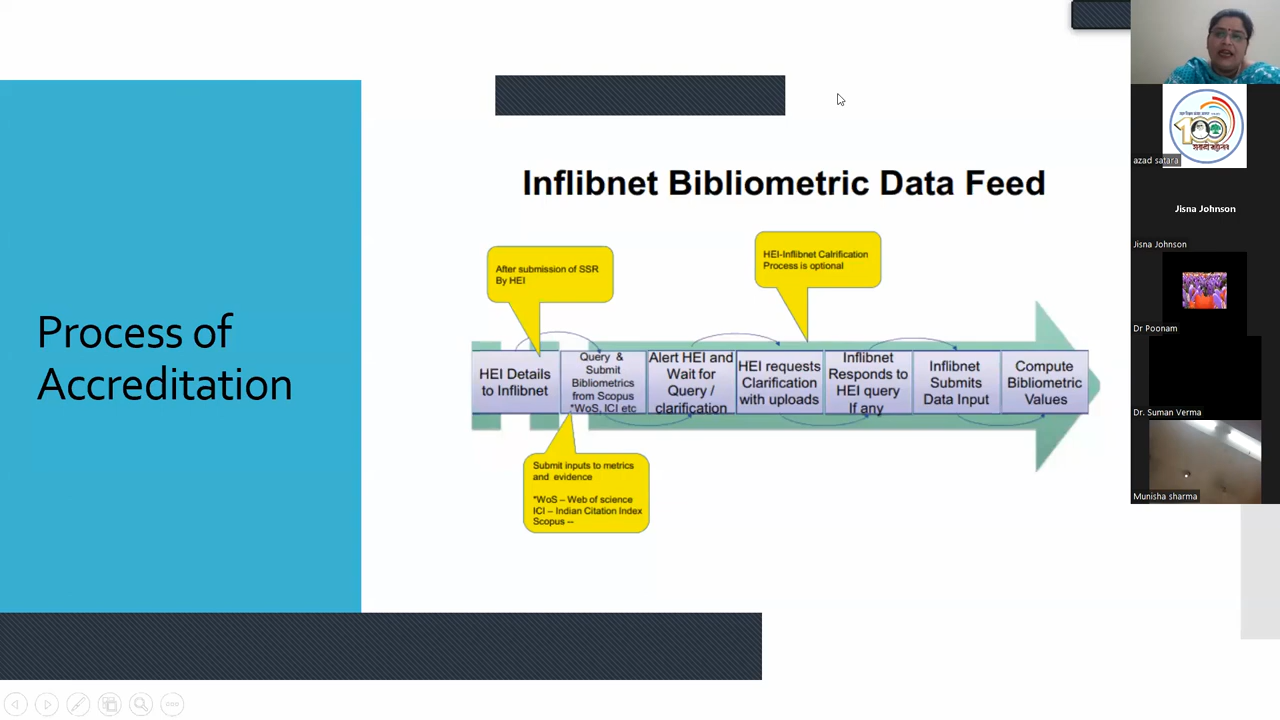 Process of
Accreditation
Inflibnet Bibliometric Data Feed
After submission of SSR
By HEI
HEI-Inflibnet Calrification
Process is optional
HEI Details
to Inflibnet
Query &
Submit
Bibliometrics
from Scopus
*WoS, ICI etc
Alert HEI and
Wait for
Query /
clarification
HEI requests
Clarification
with uploads
Inflibnet
Responds to
HEI query
If any
Inflibnet
Submits
Data Input
Compute
Bibliometric
Values
Submit inputs to metrics
and evidence
*WoS – Web of science
ICI – Indian Citation Index
Scopus --
100
azad satara
Jisna Johnson
Jisna Johnson
Dr Poonam
Dr. Suman Verma
Munisha sharma